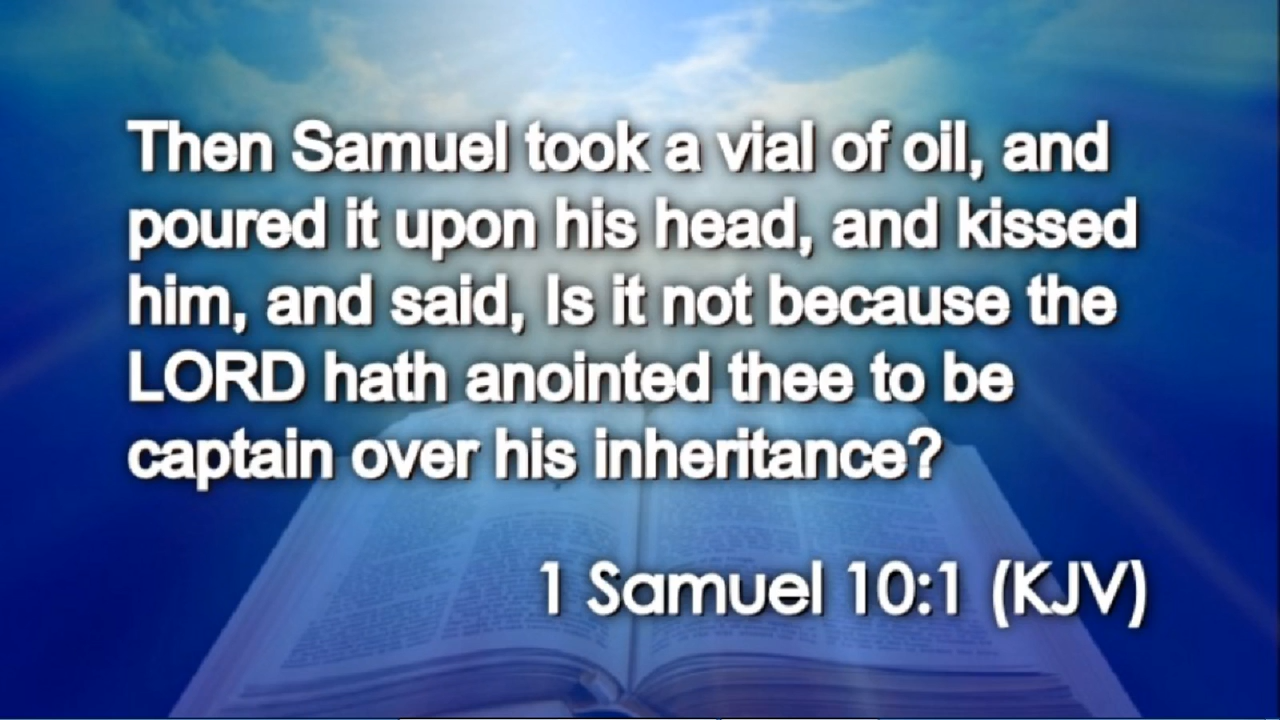 Then Samuel took a vial of oil, and
poured it upon his head, and kissed
him, and said, Is it not because the
LORD hath anointed thee to be
captain over his inheritance?
1 Samuel 10:1 (KJV)